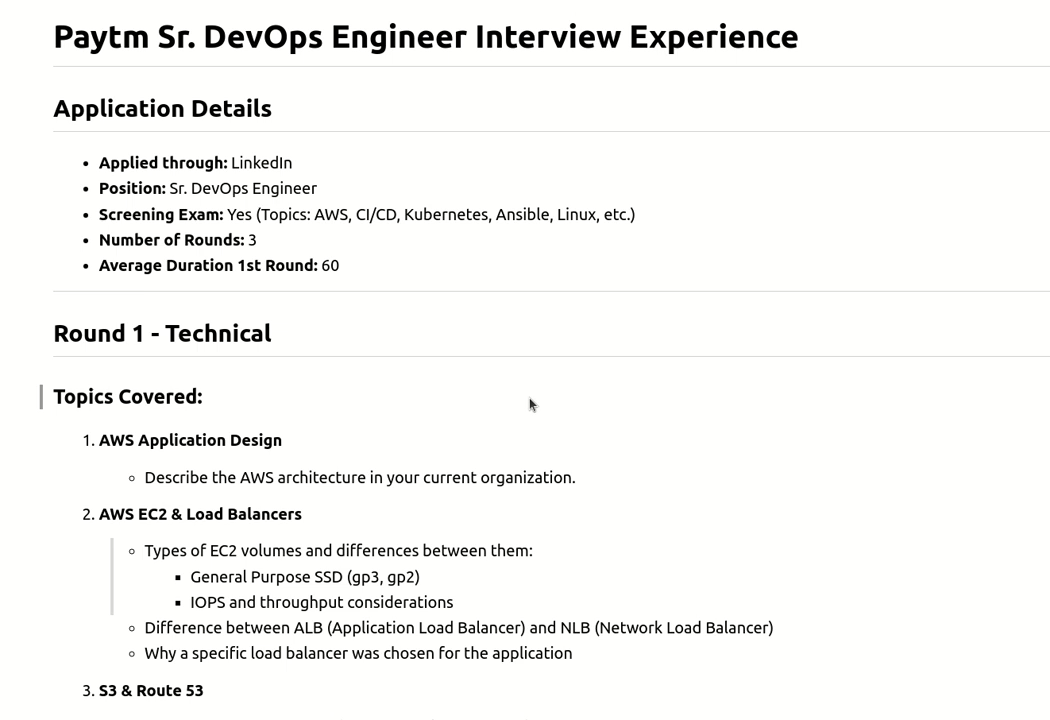 Paytm Sr. DevOps Engineer Interview Experience
Application Details
• Applied through: LinkedIn
• Position: Sr. DevOps Engineer
• Screening Exam: Yes (Topics: AWS, CI/CD, Kubernetes, Ansible, Linux, etc.)
• Number of Rounds: 3
• Average Duration 1st Round: 60
Round 1 - Technical
Topics Covered:
1. AWS Application Design
◦ Describe the AWS architecture in your current organization.
2. AWS EC2 & Load Balancers
◦ Types of EC2 volumes and differences between them:
▪ General Purpose SSD (gp3, gp2)
▪ IOPS and throughput considerations
◦ Difference between ALB (Application Load Balancer) and NLB (Network Load Balancer)
◦ Why a specific load balancer was chosen for the application
3. S3 & Route 53